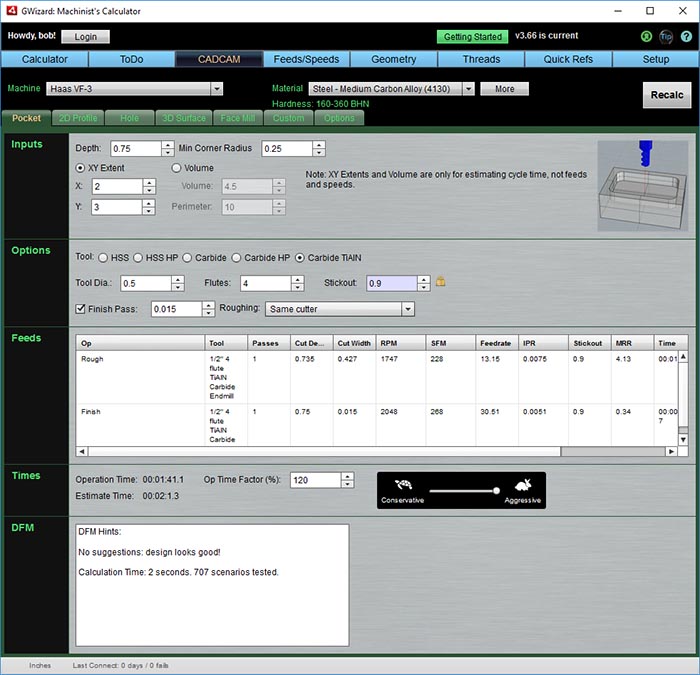 GWizard: Machinist's Calculator
Howdy, bob! Login Getting Started v3.66 is current Tip ?
Calculator ToDo CADCAM Feeds/Speeds Geometry Threads Quick Refs Setup
Machine Haas VF-3 Material Steel - Medium Carbon Alloy (4130) More
Hardness: 160-360 BHN
Recalc
Pocket 2D Profile Hole 3D Surface Face Mill Custom Options
Inputs
Depth: 0.75 Min Corner Radius 0.25
XY Extent Volume
X: 2 Volume: 4.5
Y: 3 Perimeter: 10
Note: XY Extents and Volume are only for estimating cycle time, not feeds
and speeds.
Options
Tool: HSS HSS HP Carbide Carbide HP Carbide TiAlN
Tool Dia.: 0.5 Flutes: 4 Stickout: 0.9
Finish Pass: 0.015 Roughing: Same cutter
Feeds
Op Tool Passes Cut De... Cut Width RPM SFM Feedrate IPR Stickout MRR Time
Rough 1/2" 4 1 0.735 0.427 1747 228 13.15 0.0075 0.9 4.13 00:01
flute
TiAlN
Carbide
Endmill
Finish 1/2" 4 1 0.75 0.015 2048 268 30.51 0.0051 0.9 0.34 00:00
flute 7
TiAlN
Carbide
Times
Operation Time: 00:01:41.1 Op Time Factor (%): 120
Estimate Time: 00:02:1.3
Conservative Aggressive
DFM
DFM Hints:
No suggestions: design looks good!
Calculation Time: 2 seconds. 707 scenarios tested.
Inches Last Connect: 0 days / 0 fails